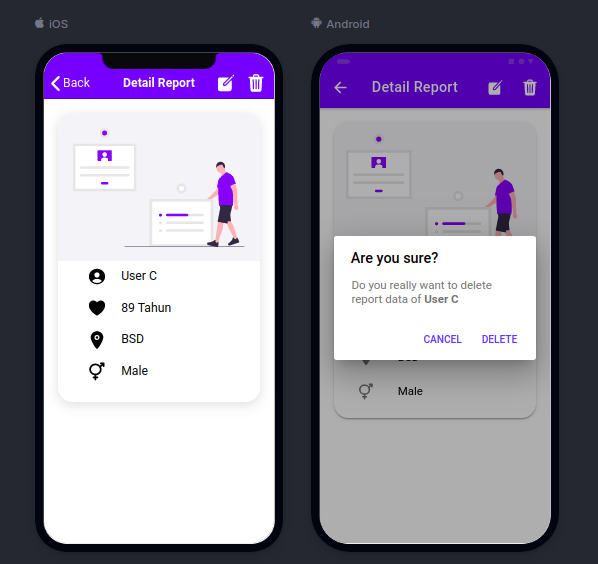 iOS
Android
Back
Detail Report
User C
89 Tahun
BSD
Male
Detail Report
Are you sure?
Do you really want to delete
report data of User C
CANCEL
DELETE
Male